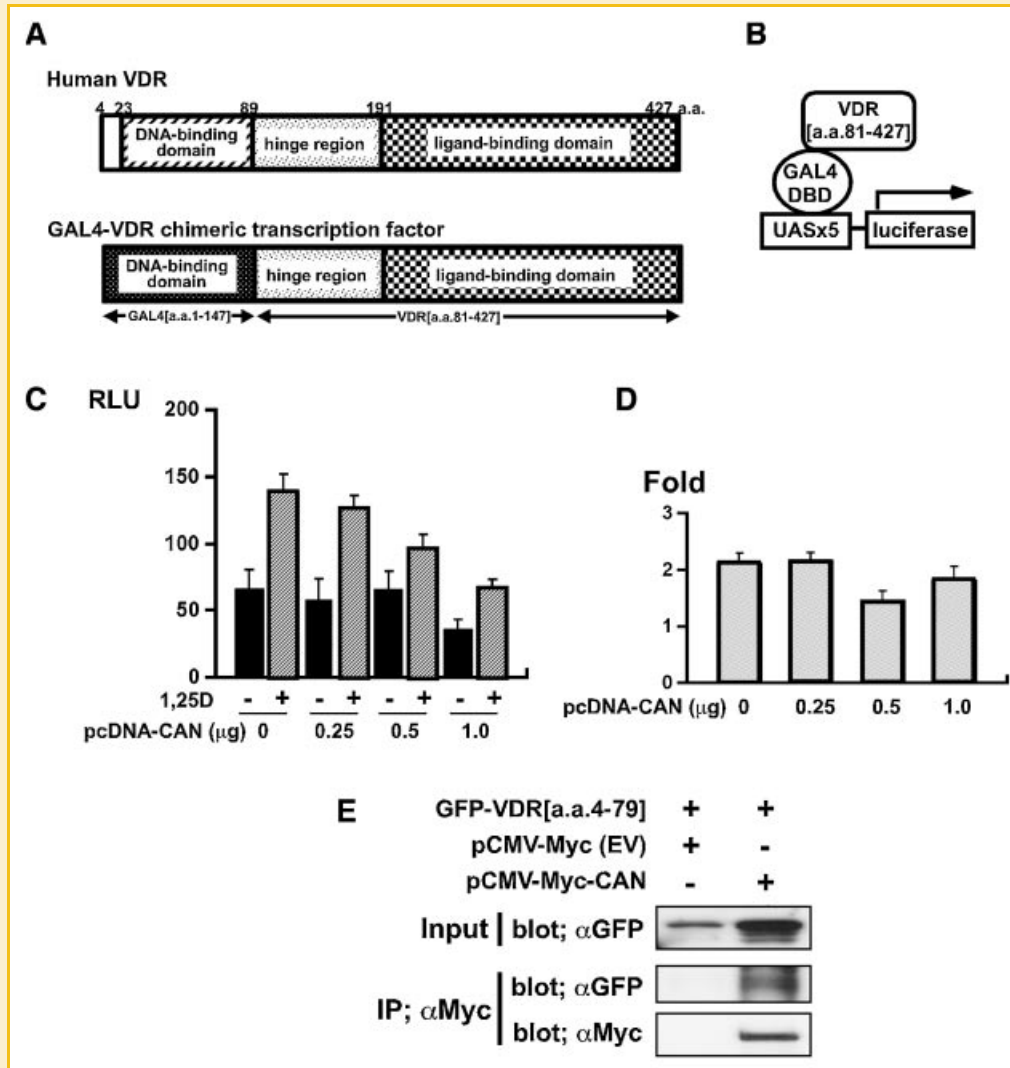 A
Human VDR
4 23 89 191 427 a.a.
DNA-binding domain
hinge region
ligand-binding domain
GAL4-VDR chimeric transcription factor
DNA-binding domain
hinge region
ligand-binding domain
GAL4[a.a.1-147]
VDR[a.a.81-427]
B
VDR
[a.a.81-427]
GAL4
DBD
UASx5
luciferase
C
RLU
200
150
100
50
0
1,25D - + - + - + - +
pcDNA-CAN (μg) 0 0.25 0.5 1.0
D
Fold
3
2
1
0
pcDNA-CAN (μg) 0 0.25 0.5 1.0
E
GFP-VDR[a.a.4-79] + +
pCMV-Myc (EV) + -
pCMV-Myc-CAN - +
Input blot; αGFP
IP; αMyc
blot; αGFP
blot; αMyc